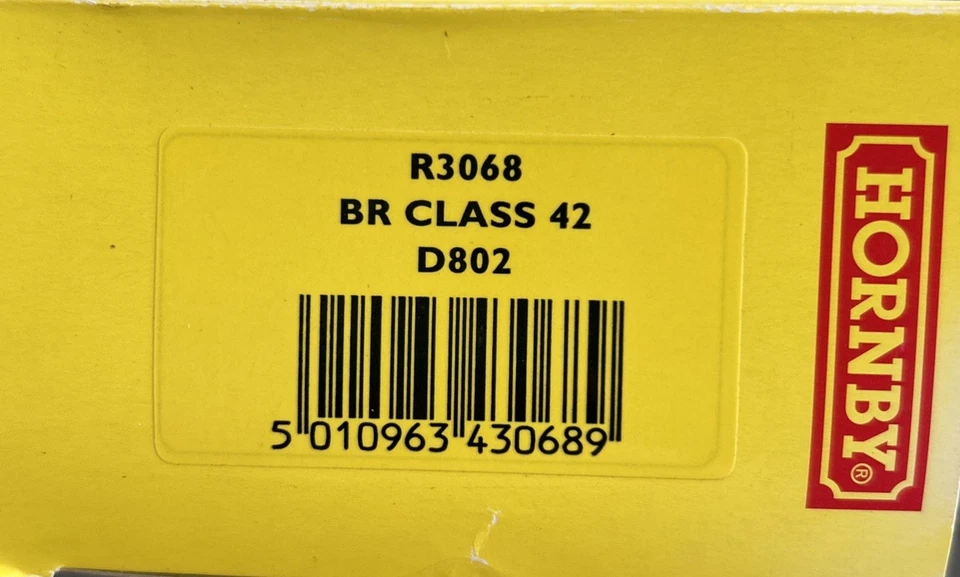 R3068
BR CLASS 42
D802
5 010963 430689
HORNBY®